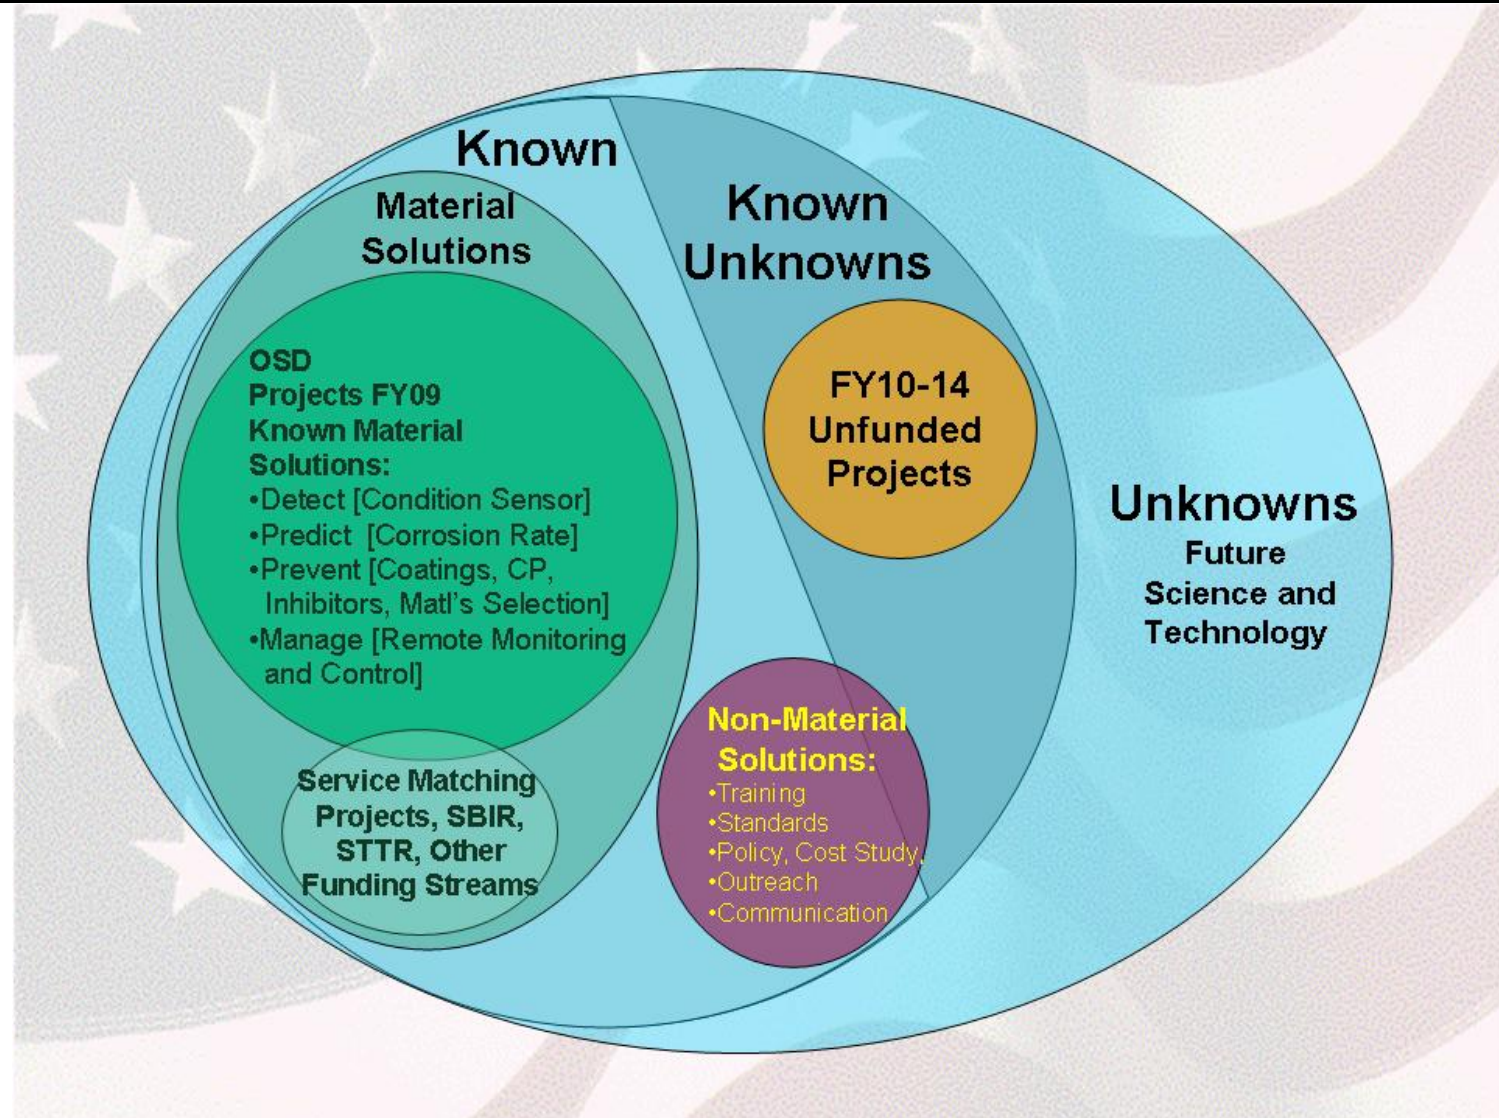 Known
Material
Solutions
OSD
Projects FY09
Known Material
Solutions:
•Detect [Condition Sensor]
•Predict [Corrosion Rate]
•Prevent [Coatings, CP,
Inhibitors, Matl's Selection]
•Manage [Remote Monitoring
and Control]
Service Matching
Projects, SBIR,
STTR, Other
Funding Streams
Known
Unknowns
FY10-14
Unfunded
Projects
Non-Material
Solutions:
•Training
•Standards
•Policy, Cost Study,
•Outreach
•Communication
Unknowns
Future
Science and
Technology